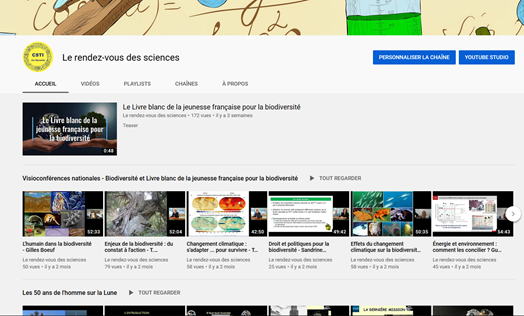 CSTI
Le rendez-vous des sciences
PERSONNALISER LA CHAÎNE
YOUTUBE STUDIO
ACCUEIL
VIDÉOS
PLAYLISTS
CHAÎNES
À PROPOS
Le Livre blanc de la
jeunesse française pour
la biodiversité
0:48
Le Livre blanc de la jeunesse française pour la biodiversité
Le rendez-vous des sciences • 172 vues • il y a 3 semaines
Teaser
Visioconférences nationales - Biodiversité et Livre blanc de la jeunesse française pour la biodiversité
TOUT REGARDER
52:33
52:04
42:50
49:42
50:35
54:43
L'humain dans la biodiversité
- Gilles Boeuf
Le rendez-vous des sciences
50 vues • il y a 2 mois
Enjeux de la biodiversité : du
constat à l'action - T...
Le rendez-vous des sciences
79 vues • il y a 2 mois
Changement climatique :
s'adapter ... pour survivre - T...
Le rendez-vous des sciences
58 vues • il y a 2 mois
Droit et politiques pour la
biodiversité - Sandrine...
Le rendez-vous des sciences
25 vues • il y a 2 mois
Effets du changement
climatique sur la biodiversit...
Le rendez-vous des sciences
58 vues • il y a 2 mois
Énergie et environnement :
comment les concilier ? Gu...
Le rendez-vous des sciences
45 vues • il y a 2 mois
Les 50 ans de l'homme sur la Lune
TOUT REGARDER
L'INTRODUCTION
LA DERNIÈRE MISSION